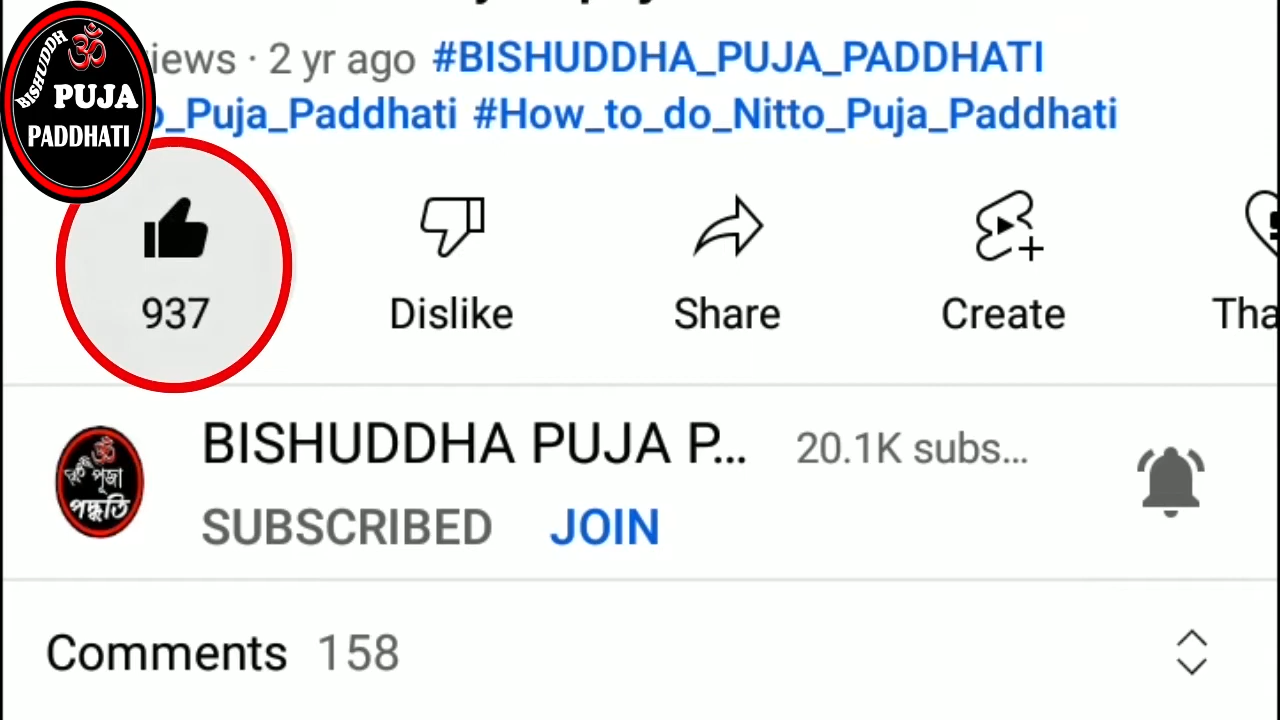 BISHUDDH
PUJA
PADDHATI
iews · 2 yr ago #BISHUDDHA_PUJA_PADDHATI
_Puja_Paddhati #How_to_do_Nitto_Puja_Paddhati
937
Dislike
Share
Create
Tha
BISHUDDHA PUJA P... 20.1K subs...
পূজা
পদ্ধতি
SUBSCRIBED JOIN
Comments 158